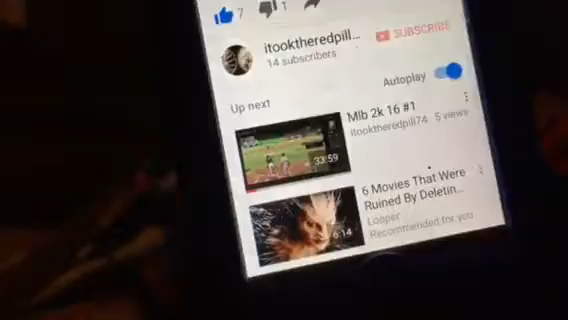 7 1
itooktheredpill...
SUBSCRIBE
14 subscribers
Autoplay
Up next
Mlb 2k 16 #1
itooktheredpill74 5 views
33:59
6 Movies That Were
Ruined By Deletin...
Looper
6:14
Recommended for you